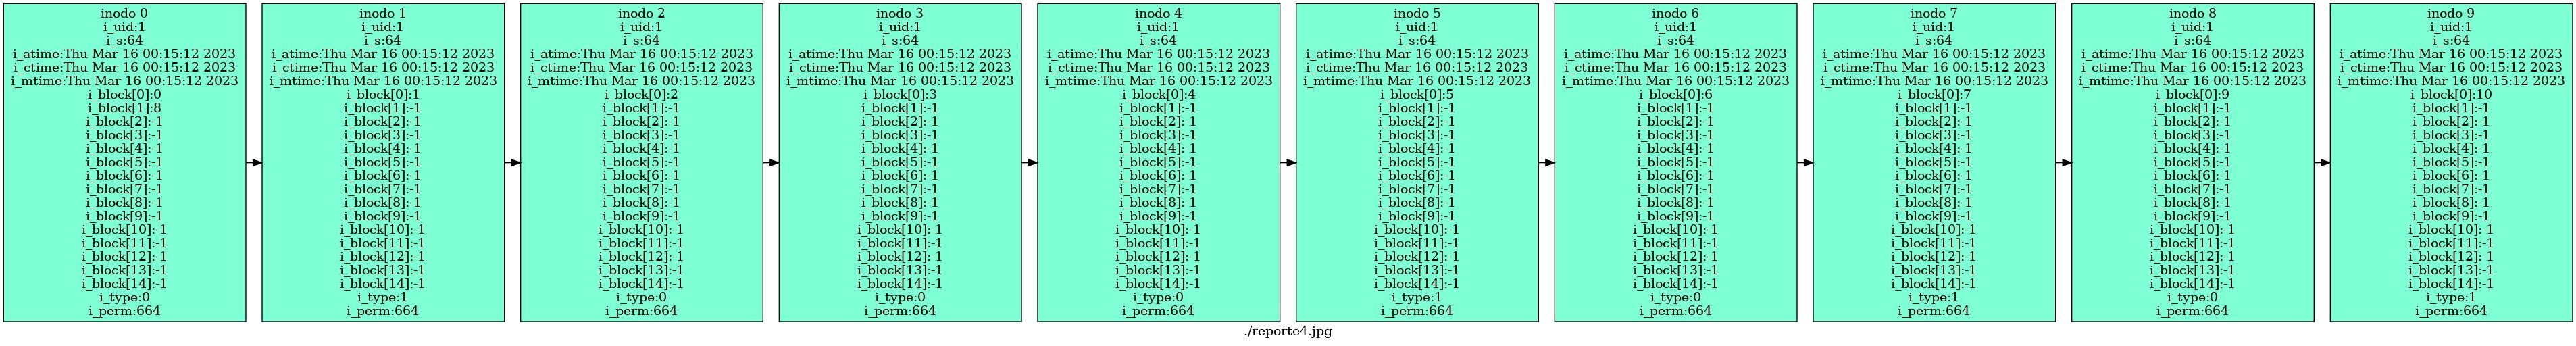 inodo 0
i_uid:1
i_s:64
i_atime:Thu Mar 16 00:15:12 2023
i_ctime:Thu Mar 16 00:15:12 2023
i_mtime:Thu Mar 16 00:15:12 2023
i_block[0]:0
i_block[1]:8
i_block[2]:-1
i_block[3]:-1
i_block[4]:-1
i_block[5]:-1
i_block[6]:-1
i_block[7]:-1
i_block[8]:-1
i_block[9]:-1
i_block[10]:-1
i_block[11]:-1
i_block[12]:-1
i_block[13]:-1
i_block[14]:-1
i_type:0
i_perm:664
inodo 1
i_uid:1
i_s:64
i_atime:Thu Mar 16 00:15:12 2023
i_ctime:Thu Mar 16 00:15:12 2023
i_mtime:Thu Mar 16 00:15:12 2023
i_block[0]:1
i_block[1]:-1
i_block[2]:-1
i_block[3]:-1
i_block[4]:-1
i_block[5]:-1
i_block[6]:-1
i_block[7]:-1
i_block[8]:-1
i_block[9]:-1
i_block[10]:-1
i_block[11]:-1
i_block[12]:-1
i_block[13]:-1
i_block[14]:-1
i_type:1
i_perm:664
inodo 2
i_uid:1
i_s:64
i_atime:Thu Mar 16 00:15:12 2023
i_ctime:Thu Mar 16 00:15:12 2023
i_mtime:Thu Mar 16 00:15:12 2023
i_block[0]:2
i_block[1]:-1
i_block[2]:-1
i_block[3]:-1
i_block[4]:-1
i_block[5]:-1
i_block[6]:-1
i_block[7]:-1
i_block[8]:-1
i_block[9]:-1
i_block[10]:-1
i_block[11]:-1
i_block[12]:-1
i_block[13]:-1
i_block[14]:-1
i_type:0
i_perm:664
inodo 3
i_uid:1
i_s:64
i_atime:Thu Mar 16 00:15:12 2023
i_ctime:Thu Mar 16 00:15:12 2023
i_mtime:Thu Mar 16 00:15:12 2023
i_block[0]:3
i_block[1]:-1
i_block[2]:-1
i_block[3]:-1
i_block[4]:-1
i_block[5]:-1
i_block[6]:-1
i_block[7]:-1
i_block[8]:-1
i_block[9]:-1
i_block[10]:-1
i_block[11]:-1
i_block[12]:-1
i_block[13]:-1
i_block[14]:-1
i_type:0
i_perm:664
inodo 4
i_uid:1
i_s:64
i_atime:Thu Mar 16 00:15:12 2023
i_ctime:Thu Mar 16 00:15:12 2023
i_mtime:Thu Mar 16 00:15:12 2023
i_block[0]:4
i_block[1]:-1
i_block[2]:-1
i_block[3]:-1
i_block[4]:-1
i_block[5]:-1
i_block[6]:-1
i_block[7]:-1
i_block[8]:-1
i_block[9]:-1
i_block[10]:-1
i_block[11]:-1
i_block[12]:-1
i_block[13]:-1
i_block[14]:-1
i_type:0
i_perm:664
inodo 5
i_uid:1
i_s:64
i_atime:Thu Mar 16 00:15:12 2023
i_ctime:Thu Mar 16 00:15:12 2023
i_mtime:Thu Mar 16 00:15:12 2023
i_block[0]:5
i_block[1]:-1
i_block[2]:-1
i_block[3]:-1
i_block[4]:-1
i_block[5]:-1
i_block[6]:-1
i_block[7]:-1
i_block[8]:-1
i_block[9]:-1
i_block[10]:-1
i_block[11]:-1
i_block[12]:-1
i_block[13]:-1
i_block[14]:-1
i_type:1
i_perm:664
inodo 6
i_uid:1
i_s:64
i_atime:Thu Mar 16 00:15:12 2023
i_ctime:Thu Mar 16 00:15:12 2023
i_mtime:Thu Mar 16 00:15:12 2023
i_block[0]:6
i_block[1]:-1
i_block[2]:-1
i_block[3]:-1
i_block[4]:-1
i_block[5]:-1
i_block[6]:-1
i_block[7]:-1
i_block[8]:-1
i_block[9]:-1
i_block[10]:-1
i_block[11]:-1
i_block[12]:-1
i_block[13]:-1
i_block[14]:-1
i_type:0
i_perm:664
inodo 7
i_uid:1
i_s:64
i_atime:Thu Mar 16 00:15:12 2023
i_ctime:Thu Mar 16 00:15:12 2023
i_mtime:Thu Mar 16 00:15:12 2023
i_block[0]:7
i_block[1]:-1
i_block[2]:-1
i_block[3]:-1
i_block[4]:-1
i_block[5]:-1
i_block[6]:-1
i_block[7]:-1
i_block[8]:-1
i_block[9]:-1
i_block[10]:-1
i_block[11]:-1
i_block[12]:-1
i_block[13]:-1
i_block[14]:-1
i_type:1
i_perm:664
inodo 8
i_uid:1
i_s:64
i_atime:Thu Mar 16 00:15:12 2023
i_ctime:Thu Mar 16 00:15:12 2023
i_mtime:Thu Mar 16 00:15:12 2023
i_block[0]:9
i_block[1]:-1
i_block[2]:-1
i_block[3]:-1
i_block[4]:-1
i_block[5]:-1
i_block[6]:-1
i_block[7]:-1
i_block[8]:-1
i_block[9]:-1
i_block[10]:-1
i_block[11]:-1
i_block[12]:-1
i_block[13]:-1
i_block[14]:-1
i_type:0
i_perm:664
inodo 9
i_uid:1
i_s:64
i_atime:Thu Mar 16 00:15:12 2023
i_ctime:Thu Mar 16 00:15:12 2023
i_mtime:Thu Mar 16 00:15:12 2023
i_block[0]:10
i_block[1]:-1
i_block[2]:-1
i_block[3]:-1
i_block[4]:-1
i_block[5]:-1
i_block[6]:-1
i_block[7]:-1
i_block[8]:-1
i_block[9]:-1
i_block[10]:-1
i_block[11]:-1
i_block[12]:-1
i_block[13]:-1
i_block[14]:-1
i_type:1
i_perm:664
./reporte4.jpg